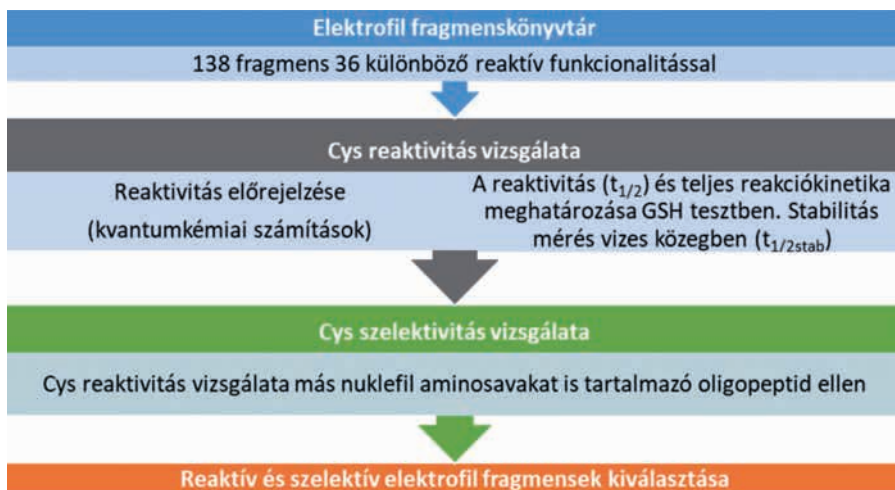 Elektrofil fragmenskönyvtár
138 fragmens 36 különböző reaktív funkcionalitással
Cys reaktivitás vizsgálata
Reaktivitás előrejelzése
(kvantumkémiai számítások)
A reaktivitás (t1/2) és teljes reakciókinetika
meghatározása GSH tesztben. Stabilitás
mérés vizes közegben (t1/2stab)
Cys szelektivitás vizsgálata
Cys reaktivitás vizsgálata más nuklefil aminosavakat is tartalmazó oligopeptid ellen
Reaktív és szelektív elektrofil fragmensek kiválasztása